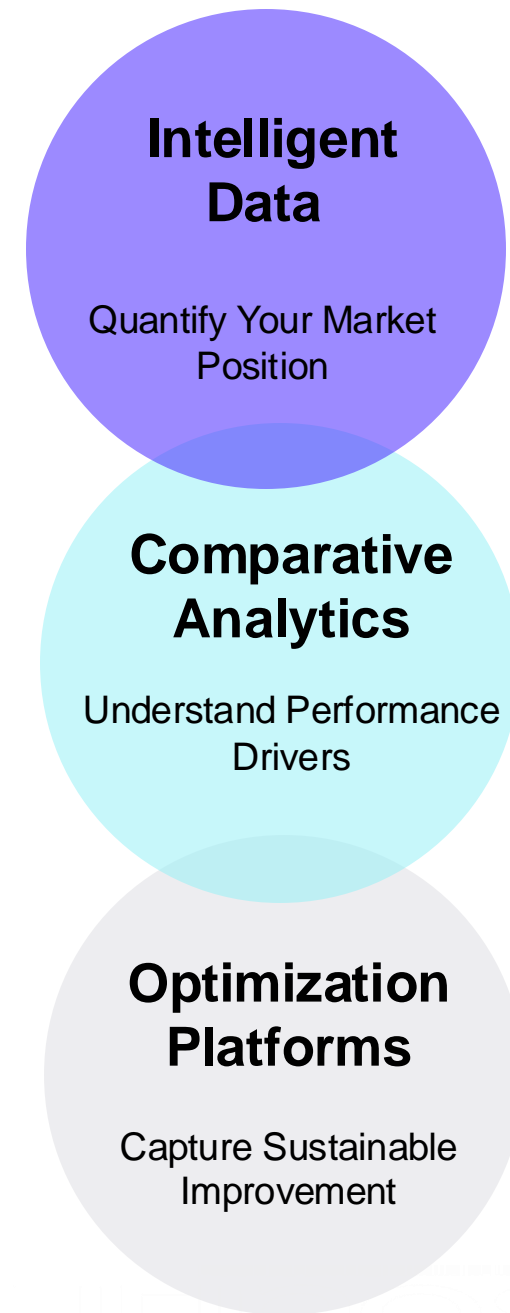 Intelligent
Data
Quantify Your Market
Position
Comparative
Analytics
Understand Performance
Drivers
Optimization
Platforms
Capture Sustainable
Improvement